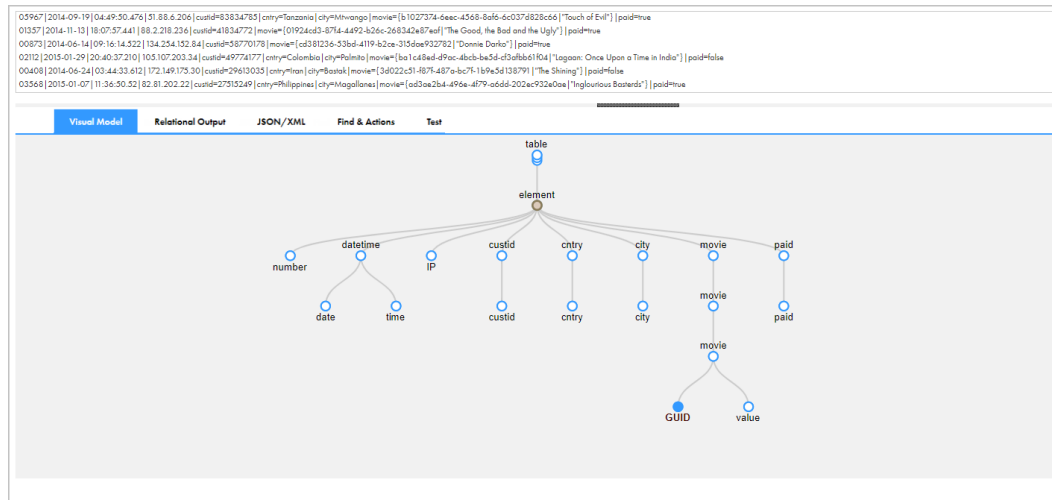 05967|2014-09-19|04:49:50.476|51.88.6.206|custid=83834785|cntry=Tanzania|city=Mtwango|movie={b1027374-6eec-4568-8af6-6c037d828c66|"Touch of Evil"}|paid=true
01357|2014-11-13|18:07:57.441|88.2.218.236|custid=41834772|movie={01924cd3-87f4-4492-b26c-268342e87eaf|"The Good, the Bad and the Ugly"}|paid=true
00873|2014-06-14|09:16:14.522|134.254.152.84|custid=58770178|movie={cd381236-53bd-4119-b2ce-315dae932782|"Donnie Darko"}|paid=true
02112|2015-01-29|20:40:37.210|105.107.203.34|custid=49774177|cntry=Colombia|city=Palmito|movie={ba1c48ed-d9ac-4bcb-be5d-cf3afbb61f04|"Lagaan: Once Upon a Time in India"}|paid=false
00408|2014-06-24|03:44:33.612|172.149.175.30|custid=29613035|cntry=Iran|city=Bastak|movie={3d022c51-f87f-487a-bc7f-1b9e5d138791|"The Shining"}|paid=false
03568|2015-01-07|11:36:50.52|82.81.202.22|custid=27515249|cntry=Philippines|city=Magallanes|movie={ad3ae2b4-496e-4f79-a6dd-202ec932e0ae|"Inglourious Basterds"}|paid=true
Visual Model Relational Output JSON/XML Find & Actions Test
table
element
datetime custid cntry city movie paid
number IP
movie
date time custid cntry city paid
movie
GUID value